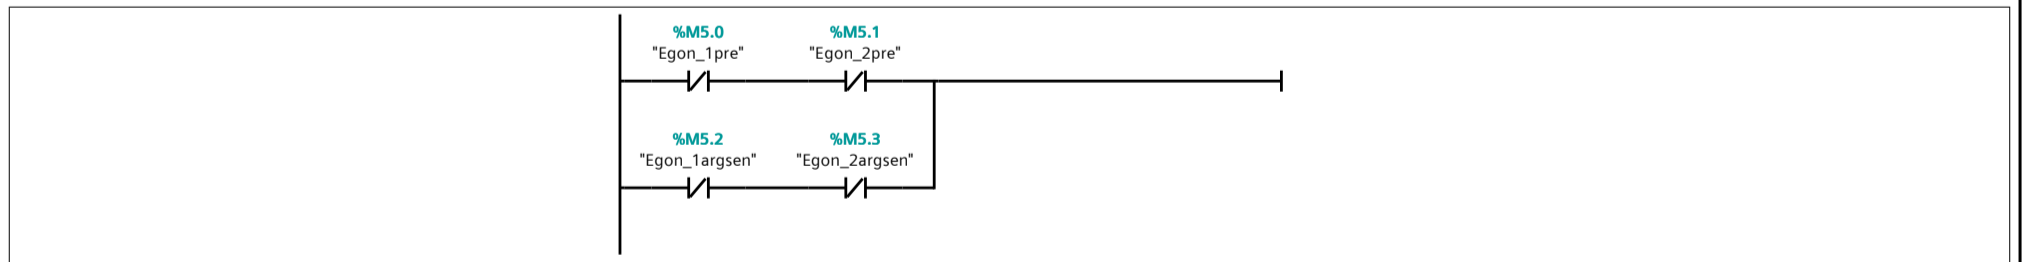 %M5.0
"Egon_1pre"
%M5.1
"Egon_2pre"
%M5.2
"Egon_1argsen"
%M5.3
"Egon_2argsen"